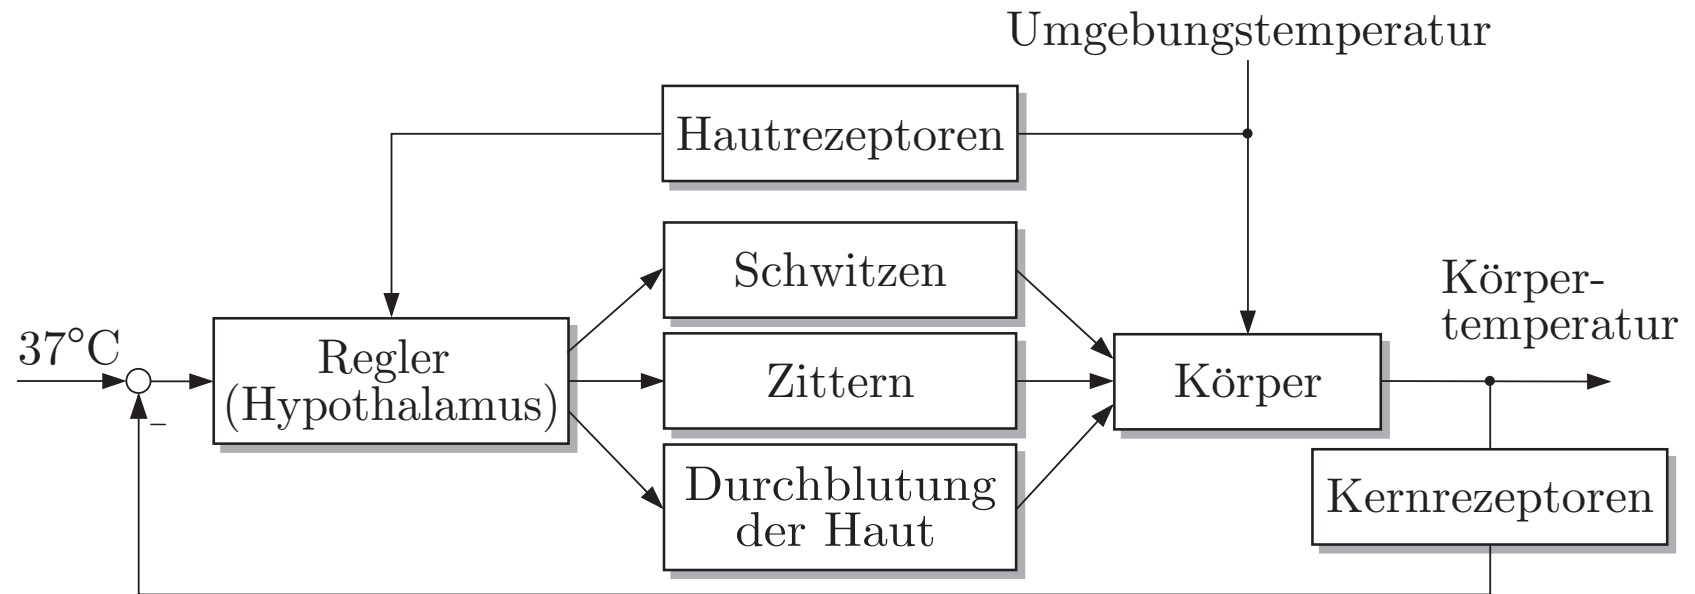 Umgebungstemperatur
Hautrezeptoren
Schwitzen
Körper-
temperatur
37°C
Regler
(Hypothalamus)
Zittern
Körper
–
Durchblutung
der Haut
Kernrezeptoren